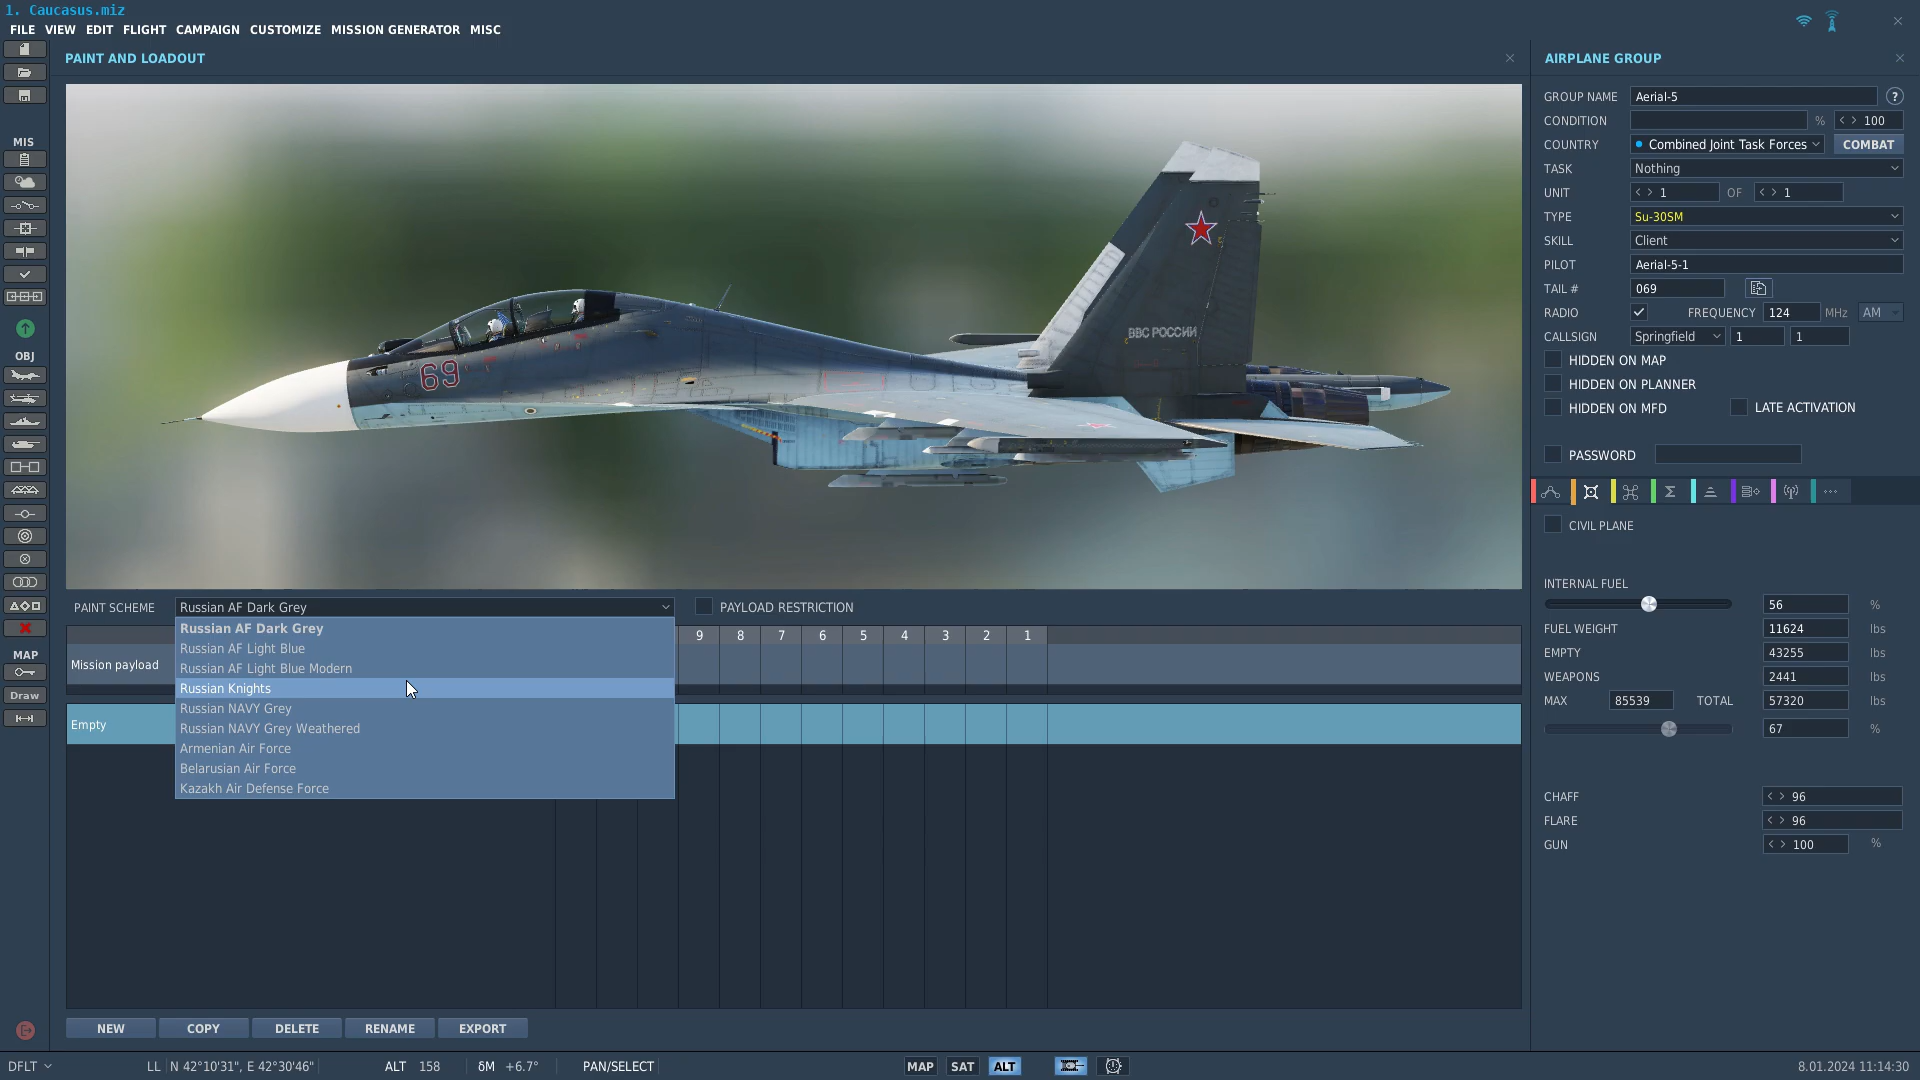 1. Caucasus.miz
FILE VIEW EDIT FLIGHT CAMPAIGN CUSTOMIZE MISSION GENERATOR MISC
PAINT AND LOADOUT
69
ВВС РОССИИ
PAINT SCHEME Russian AF Dark Grey PAYLOAD RESTRICTION
Russian AF Dark Grey
Russian AF Light Blue
Russian AF Light Blue Modern
Russian Knights
Russian NAVY Grey
Russian NAVY Grey Weathered
Armenian Air Force
Belarusian Air Force
Kazakh Air Defense Force
9 8 7 6 5 4 3 2 1
Mission payload
Empty
NEW COPY DELETE RENAME EXPORT
MIS
OBJ
MAP
Draw
AIRPLANE GROUP
GROUP NAME Aerial-5 ?
CONDITION % < > 100
COUNTRY Combined Joint Task Forces COMBAT
TASK Nothing
UNIT < > 1 OF < > 1
TYPE Su-30SM
SKILL Client
PILOT Aerial-5-1
TAIL # 069
RADIO FREQUENCY 124 MHz AM
CALLSIGN Springfield 1 1
HIDDEN ON MAP
HIDDEN ON PLANNER
HIDDEN ON MFD LATE ACTIVATION
PASSWORD
CIVIL PLANE
INTERNAL FUEL
56 %
FUEL WEIGHT 11624 lbs
EMPTY 43255 lbs
WEAPONS 2441 lbs
MAX 85539 TOTAL 57320 lbs
67 %
CHAFF < > 96
FLARE < > 96
GUN < > 100 %
DFLT LL N 42°10'31", E 42°30'46" ALT 158 δM +6.7° PAN/SELECT MAP SAT ALT 8.01.2024 11:14:30